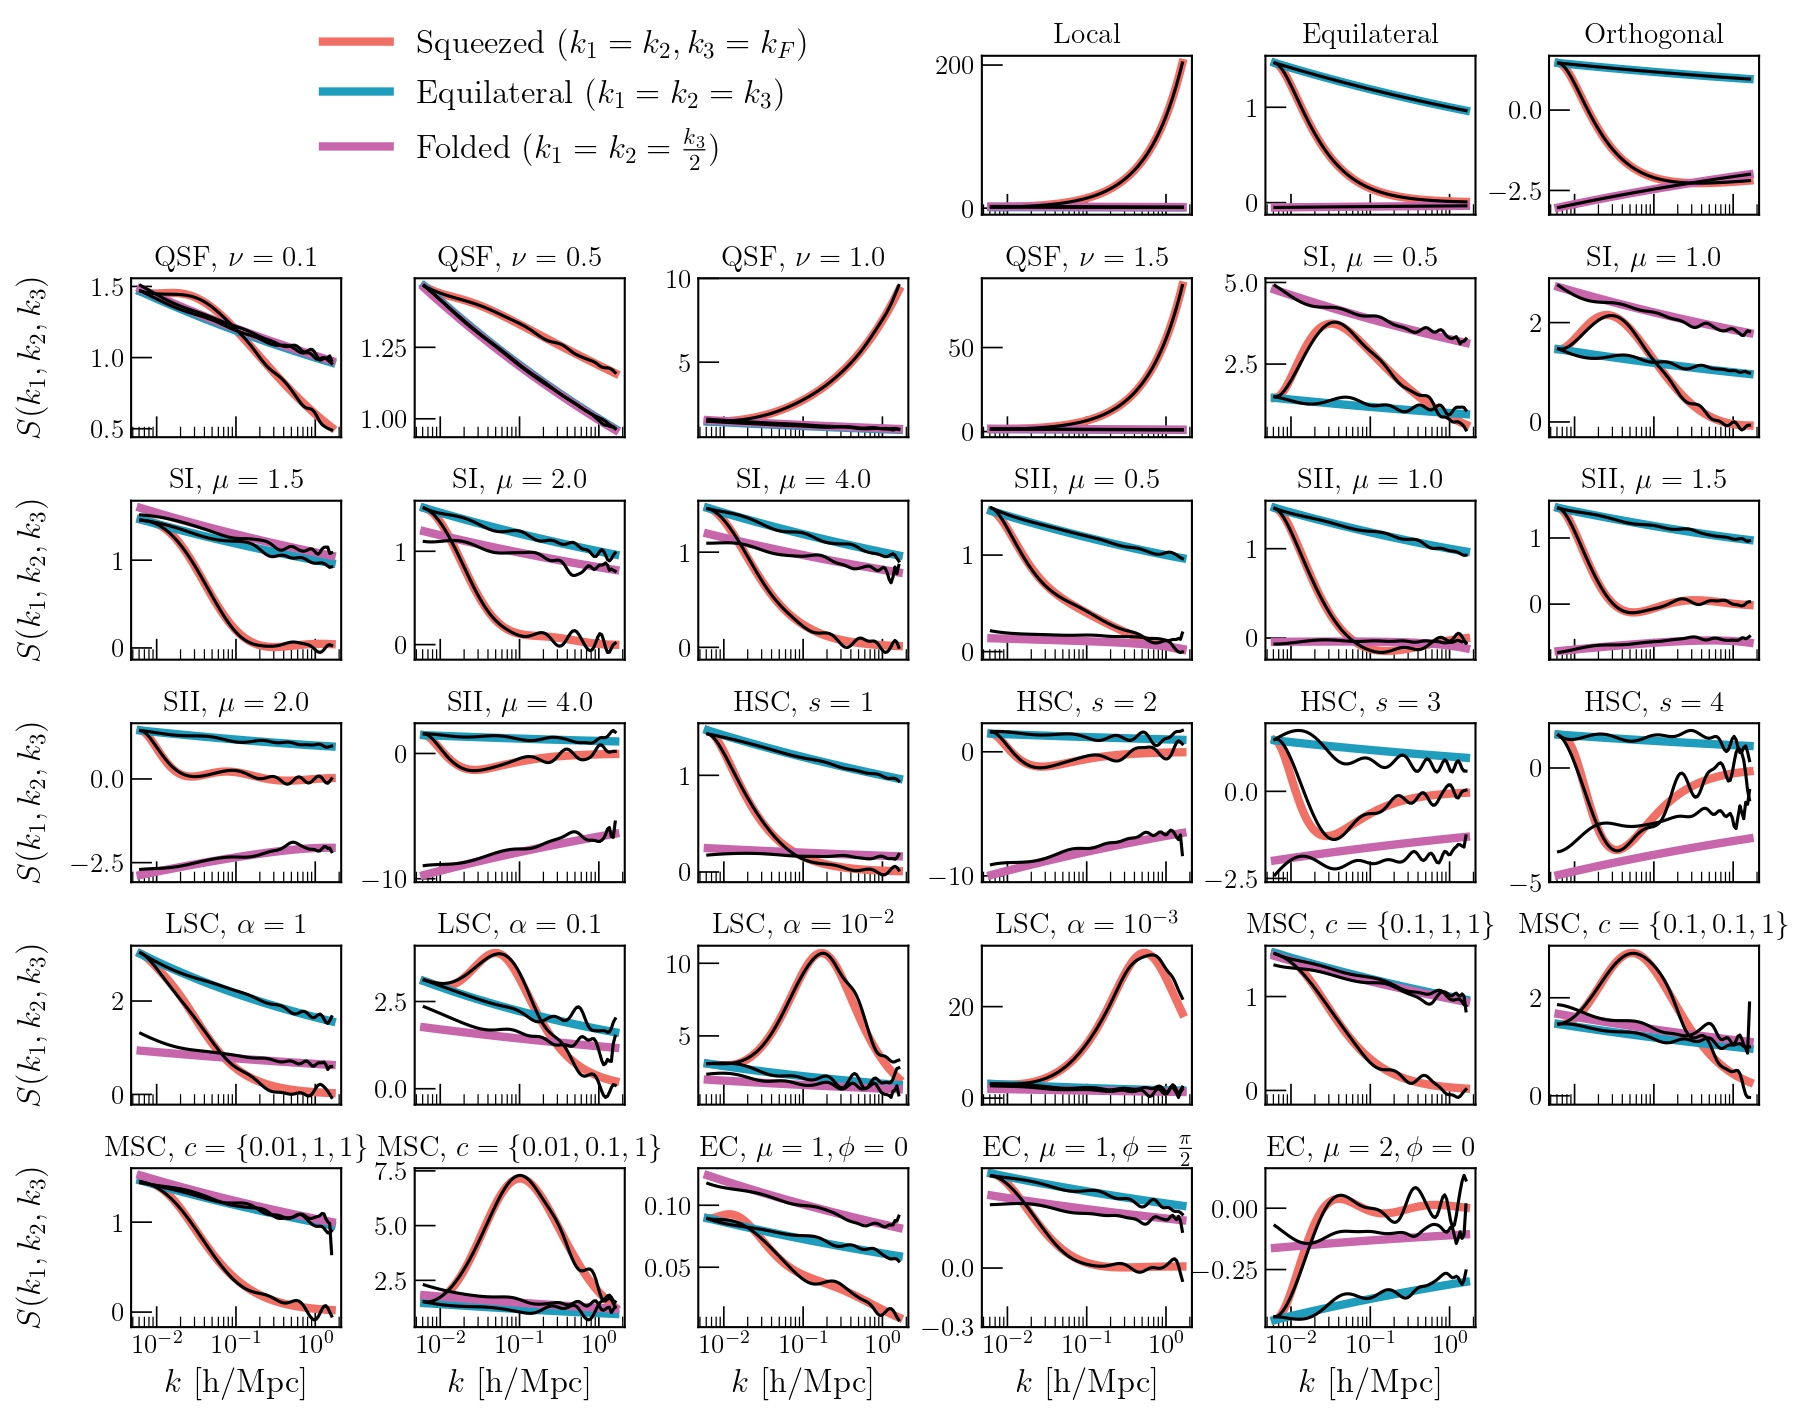 Squeezed (k₁ = k₂, k₃ = k_F)
Equilateral (k₁ = k₂ = k₃)
Folded (k₁ = k₂ = k₃/2)
Local
200
0
Equilateral
1
0
Orthogonal
0.0
−2.5
S(k₁, k₂, k₃)
QSF, ν = 0.1
1.5
1.0
0.5
QSF, ν = 0.5
1.25
1.00
QSF, ν = 1.0
10
5
QSF, ν = 1.5
50
0
SI, μ = 0.5
5.0
2.5
SI, μ = 1.0
2
0
S(k₁, k₂, k₃)
SI, μ = 1.5
1
0
SI, μ = 2.0
1
0
SI, μ = 4.0
1
0
SII, μ = 0.5
1
0
SII, μ = 1.0
1
0
SII, μ = 1.5
1
0
S(k₁, k₂, k₃)
SII, μ = 2.0
0.0
−2.5
SII, μ = 4.0
0
−10
HSC, s = 1
1
0
HSC, s = 2
0
−10
HSC, s = 3
0.0
−2.5
HSC, s = 4
0
−5
S(k₁, k₂, k₃)
LSC, α = 1
2
0
LSC, α = 0.1
2.5
0.0
LSC, α = 10⁻²
10
5
LSC, α = 10⁻³
20
0
MSC, c = {0.1, 1, 1}
1
0
MSC, c = {0.1, 0.1, 1}
2
0
S(k₁, k₂, k₃)
MSC, c = {0.01, 1, 1}
1
0
10⁻² 10⁻¹ 10⁰
k [h/Mpc]
MSC, c = {0.01, 0.1, 1}
7.5
5.0
2.5
10⁻² 10⁻¹ 10⁰
k [h/Mpc]
EC, μ = 1, ϕ = 0
0.10
0.05
10⁻² 10⁻¹ 10⁰
k [h/Mpc]
EC, μ = 1, ϕ = π/2
0.0
−0.3
10⁻² 10⁻¹ 10⁰
k [h/Mpc]
EC, μ = 2, ϕ = 0
0.00
−0.25
10⁻² 10⁻¹ 10⁰
k [h/Mpc]